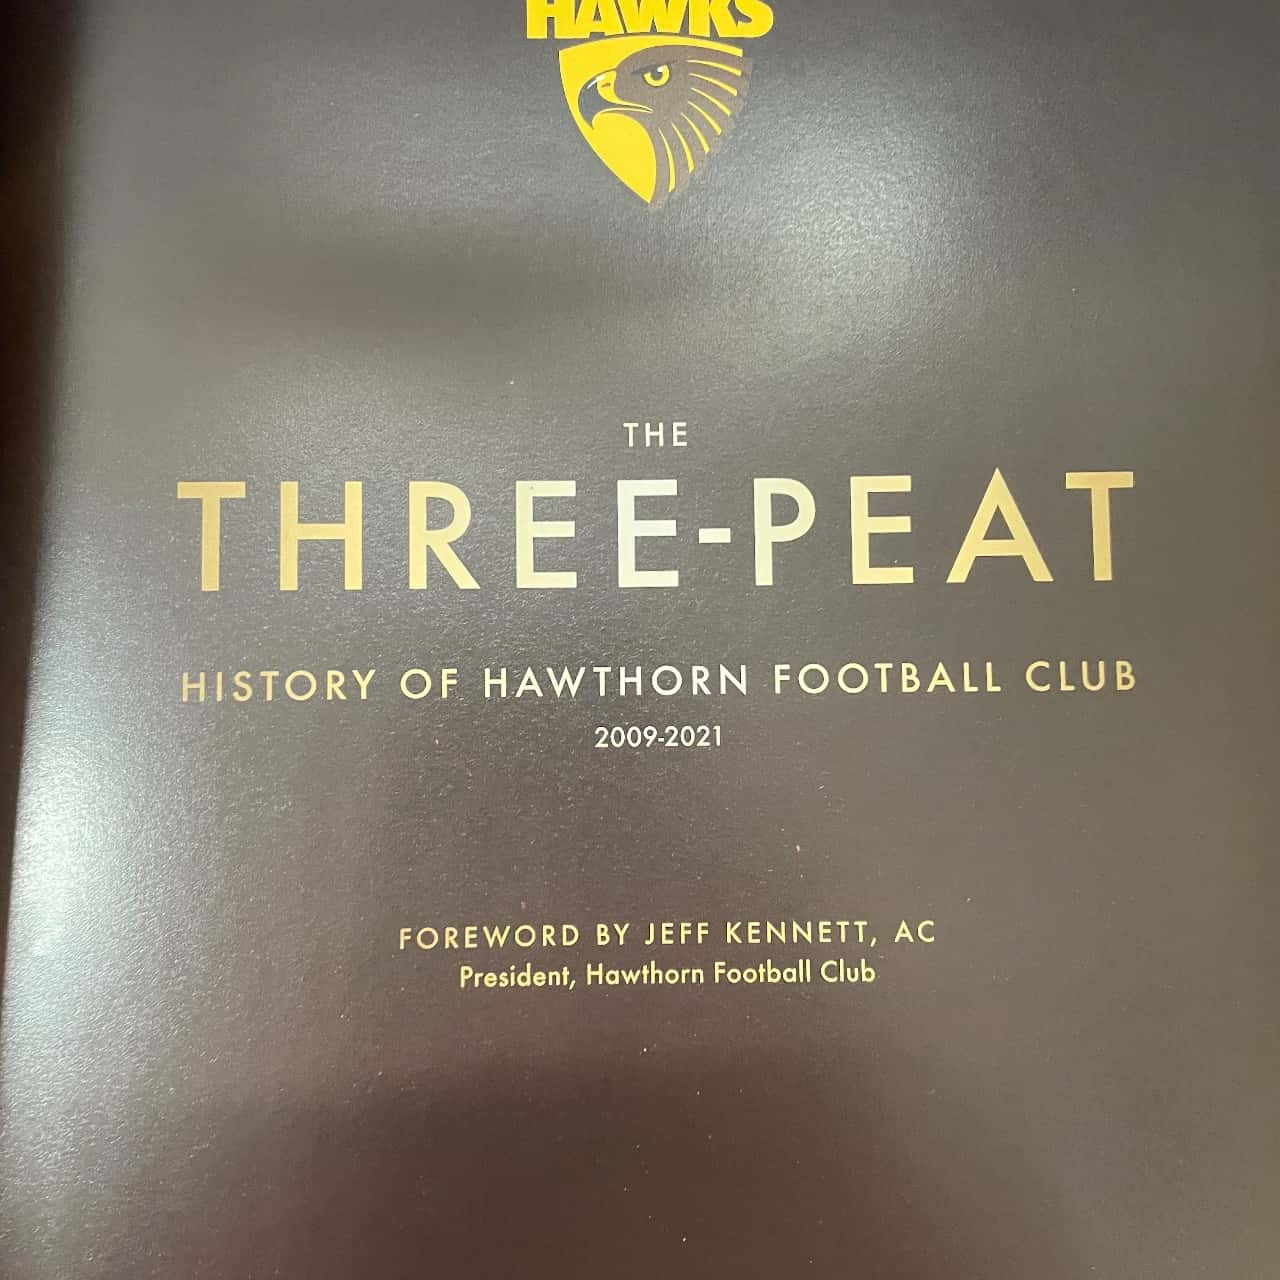 HAWKS
THE
THREE-PEAT
HISTORY OF HAWTHORN FOOTBALL CLUB
2009-2021
FOREWORD BY JEFF KENNETT, AC
President, Hawthorn Football Club